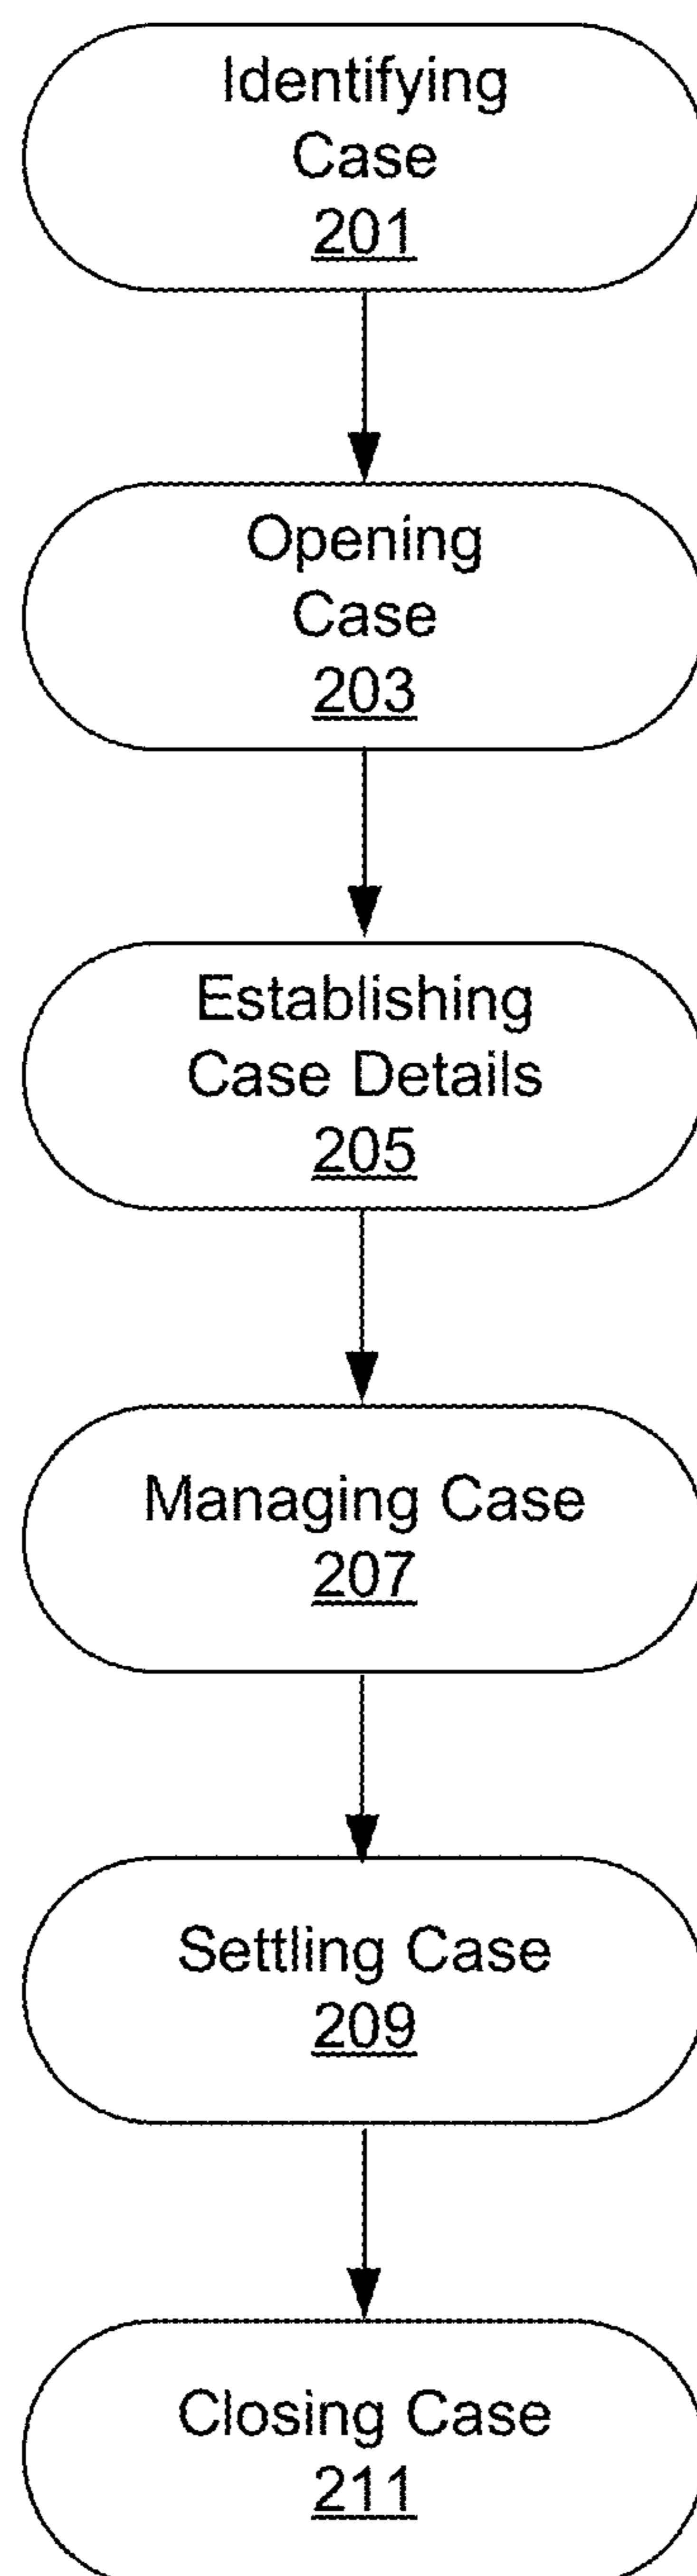 Identifying
Case
201
Opening
Case
203
Establishing
Case Details
205
Managing Case
207
Settling Case
209
Closing Case
211